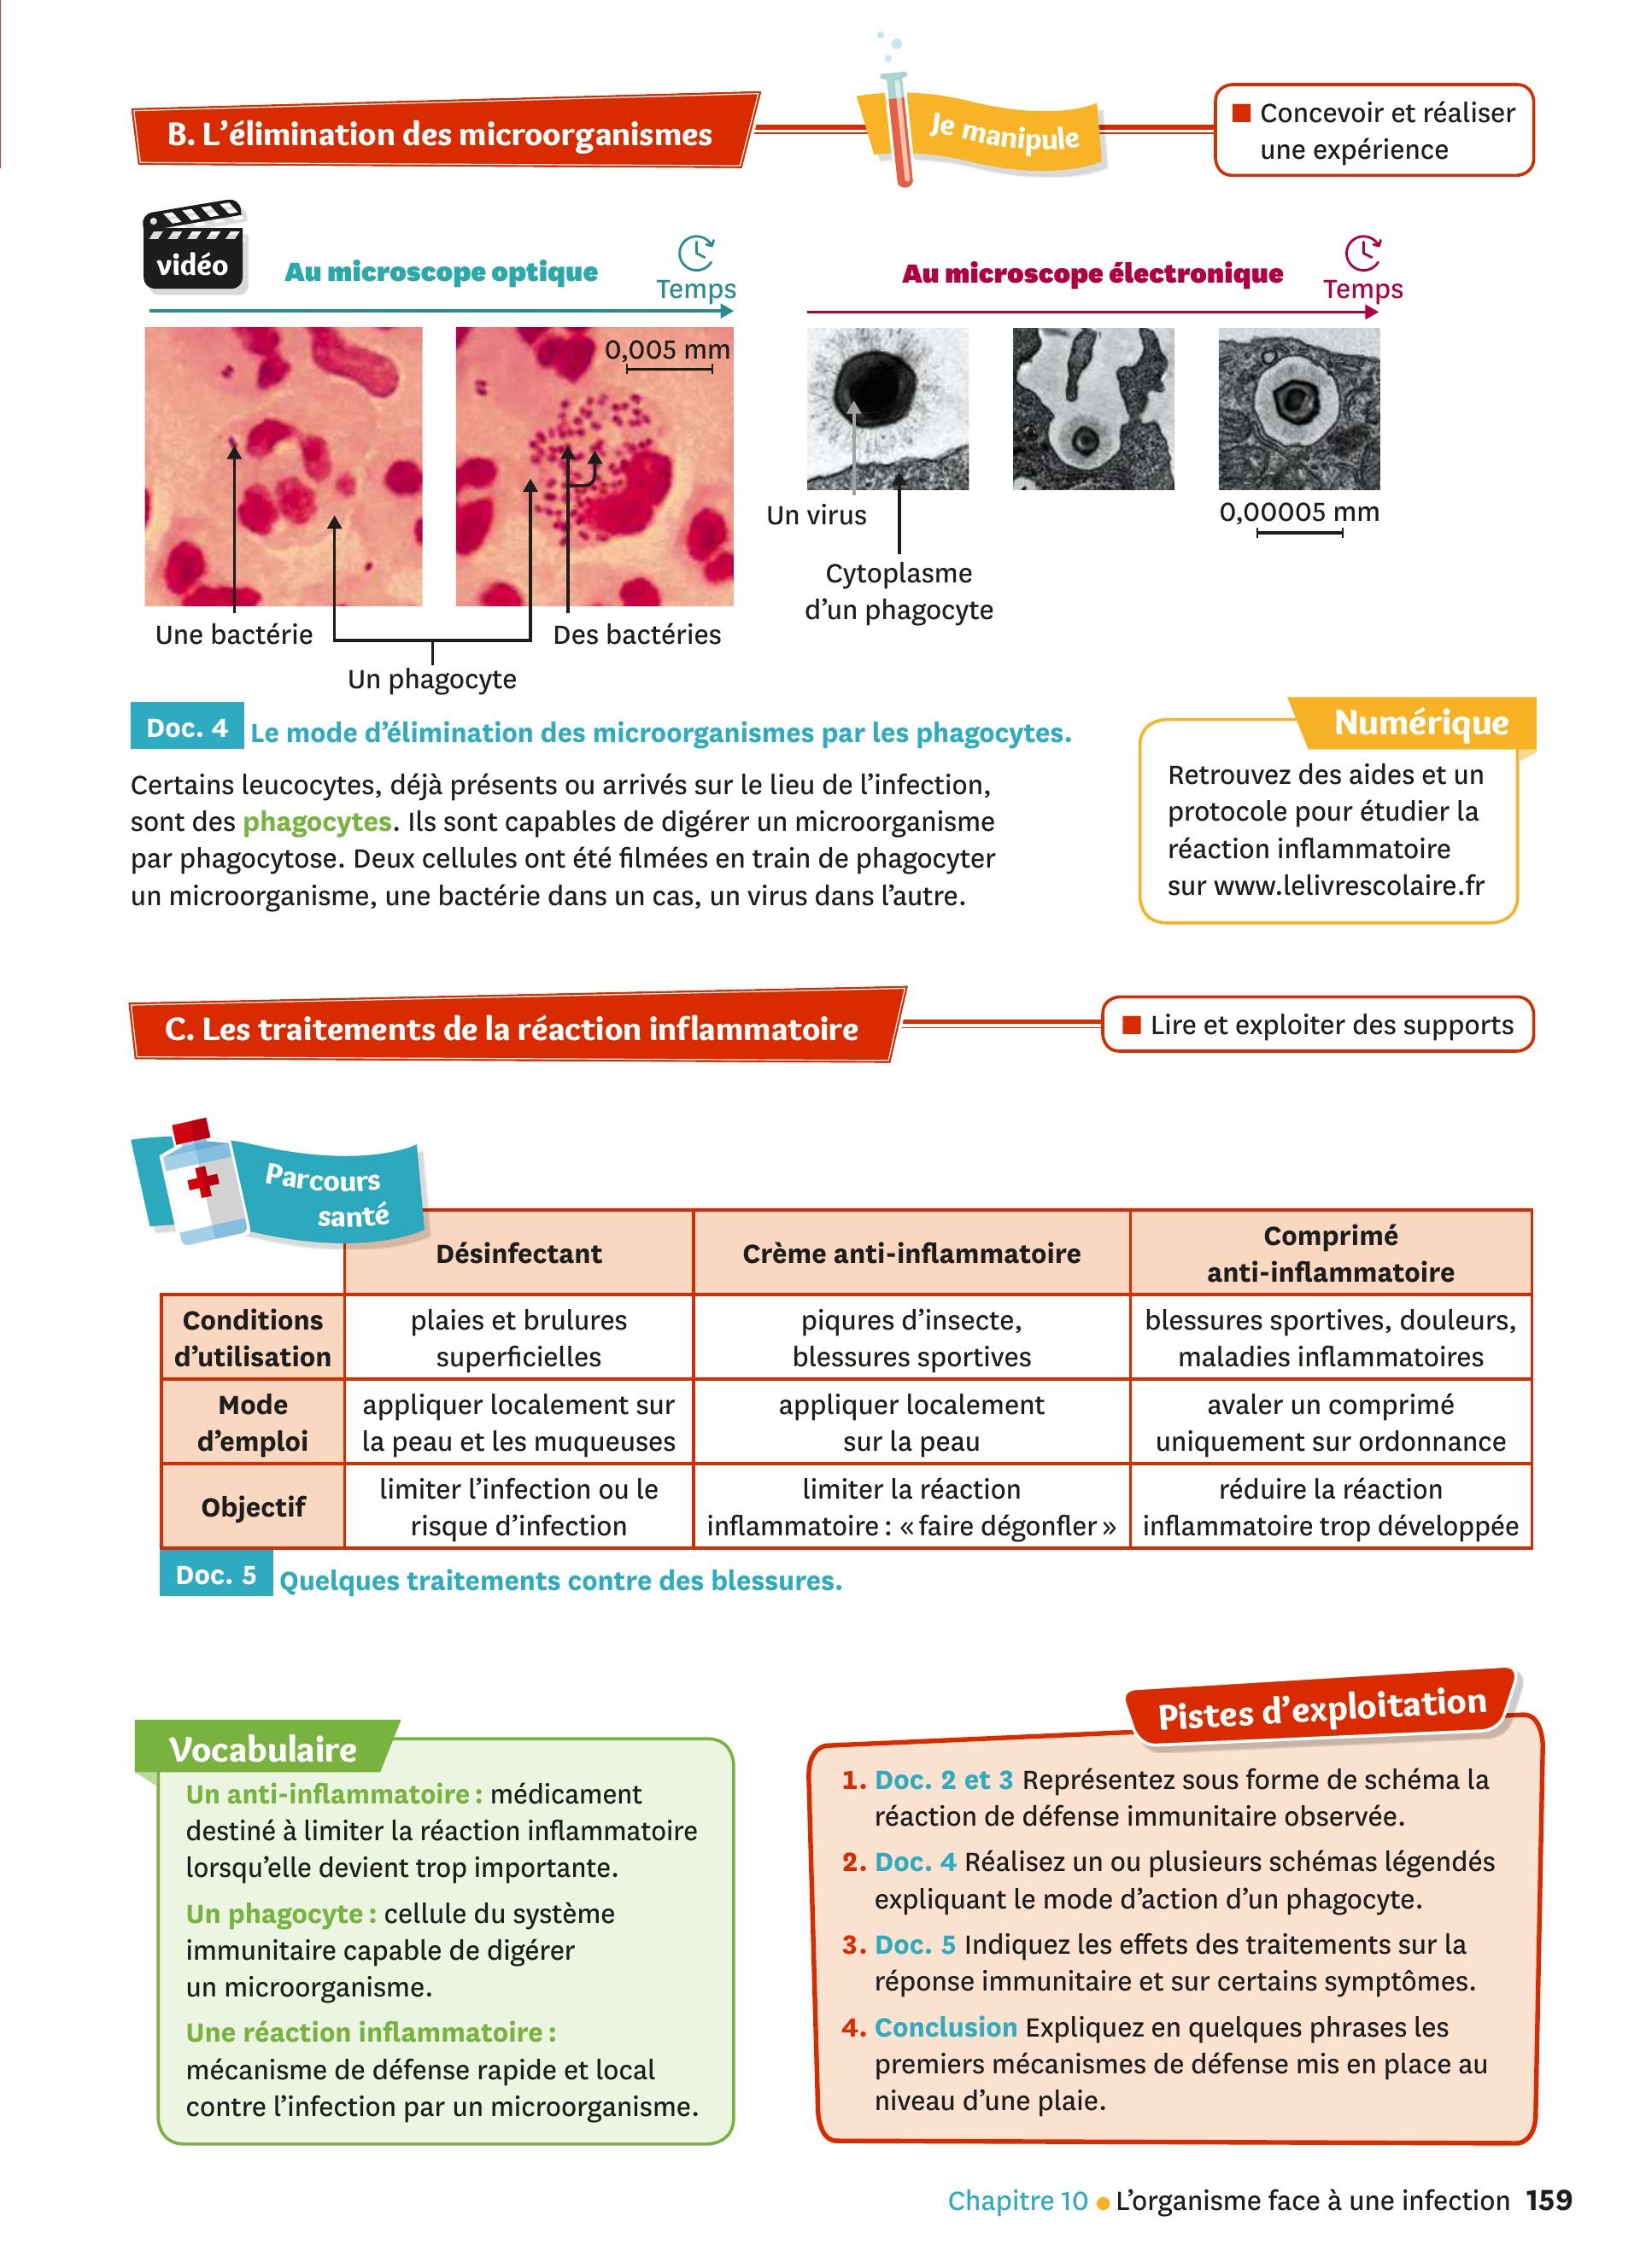 B. L'élimination des microorganismes
Je manipule
■ Concevoir et réaliser
une expérience
vidéo
Au microscope optique
Temps
Au microscope électronique
Temps
0,005 mm
Un virus
0,00005 mm
Cytoplasme
d'un phagocyte
Une bactérie
Des bactéries
Un phagocyte
Doc. 4 Le mode d'élimination des microorganismes par les phagocytes.
Certains leucocytes, déjà présents ou arrivés sur le lieu de l'infection,
sont des phagocytes. Ils sont capables de digérer un microorganisme
par phagocytose. Deux cellules ont été filmées en train de phagocyter
un microorganisme, une bactérie dans un cas, un virus dans l'autre.
Numérique
Retrouvez des aides et un
protocole pour étudier la
réaction inflammatoire
sur www.lelivrescolaire.fr
C. Les traitements de la réaction inflammatoire
■ Lire et exploiter des supports
Parcours
santé
Désinfectant
Crème anti-inflammatoire
Comprimé
anti-inflammatoire
Conditions
d'utilisation
plaies et brulures
superficielles
piqures d'insecte,
blessures sportives
blessures sportives, douleurs,
maladies inflammatoires
Mode
d'emploi
appliquer localement sur
la peau et les muqueuses
appliquer localement
sur la peau
avaler un comprimé
uniquement sur ordonnance
Objectif
limiter l'infection ou le
risque d'infection
limiter la réaction
inflammatoire : « faire dégonfler »
réduire la réaction
inflammatoire trop développée
Doc. 5 Quelques traitements contre des blessures.
Vocabulaire
Un anti-inflammatoire : médicament
destiné à limiter la réaction inflammatoire
lorsqu'elle devient trop importante.
Un phagocyte : cellule du système
immunitaire capable de digérer
un microorganisme.
Une réaction inflammatoire :
mécanisme de défense rapide et local
contre l'infection par un microorganisme.
Pistes d'exploitation
1. Doc. 2 et 3 Représentez sous forme de schéma la
réaction de défense immunitaire observée.
2. Doc. 4 Réalisez un ou plusieurs schémas légendés
expliquant le mode d'action d'un phagocyte.
3. Doc. 5 Indiquez les effets des traitements sur la
réponse immunitaire et sur certains symptômes.
4. Conclusion Expliquez en quelques phrases les
premiers mécanismes de défense mis en place au
niveau d'une plaie.
Chapitre 10 ● L'organisme face à une infection 159